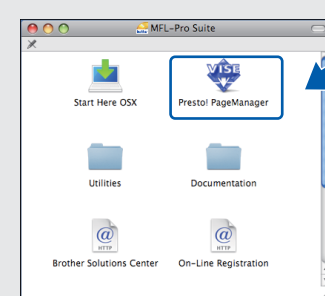 MFL-Pro Suite
Start Here OSX
Presto! PageManager
Utilities
Documentation
Brother Solutions Center
On-Line Registration
VISE
@
HTTP
@
HTTP